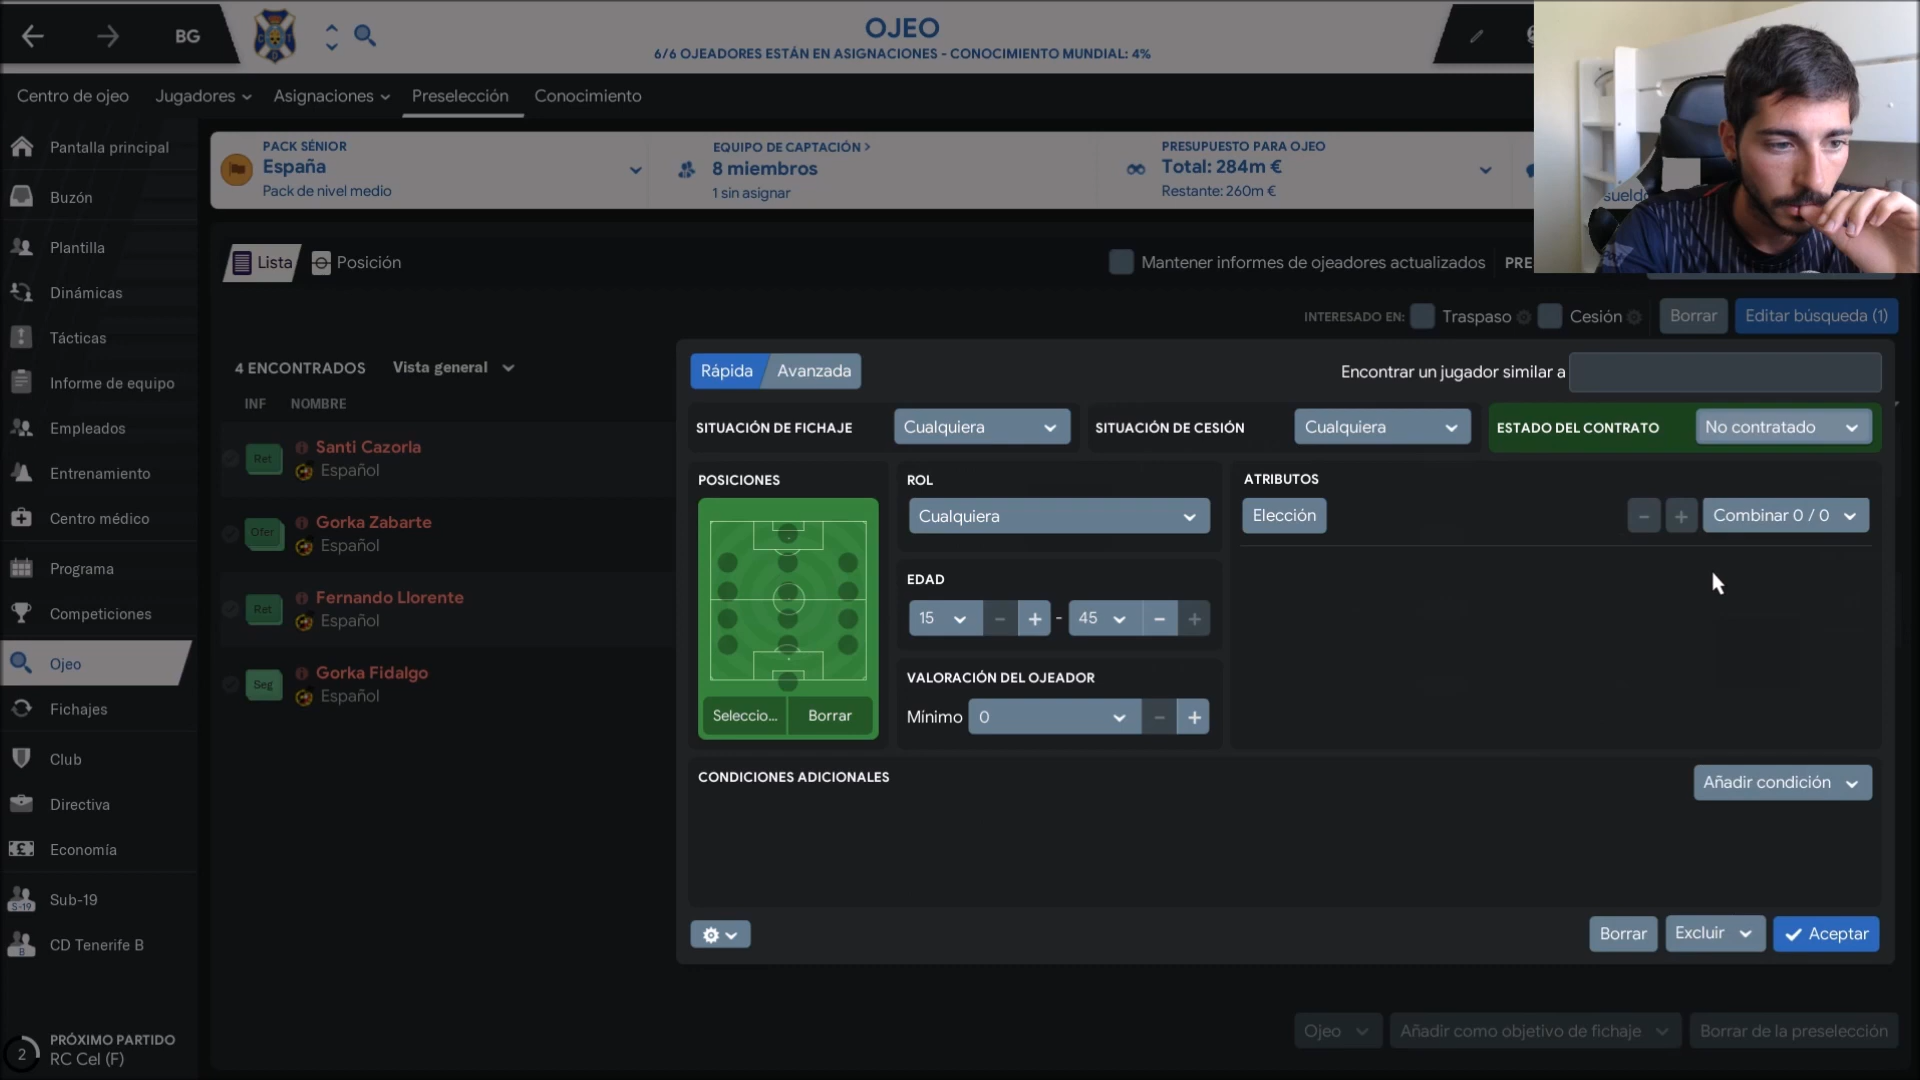 BG
OJEO
6/6 OJEADORES ESTÁN EN ASIGNACIONES - CONOCIMIENTO MUNDIAL: 4%
Centro de ojeo
Jugadores
Asignaciones
Preselección
Conocimiento
Pantalla principal
Buzón
Plantilla
Dinámicas
Tácticas
Informe de equipo
Empleados
Entrenamiento
Centro médico
Programa
Competiciones
Ojeo
Fichajes
Club
Directiva
Economía
S-19
Sub-19
B
CD Tenerife B
2
PRÓXIMO PARTIDO
RC Cel (F)
PACK SÉNIOR
España
Pack de nivel medio
EQUIPO DE CAPTACIÓN >
8 miembros
1 sin asignar
PRESUPUESTO PARA OJEO
Total: 284m €
Restante: 260m €
Lista
Posición
Mantener informes de ojeadores actualizados
PRE
INTERESADO EN:
Traspaso
Cesión
Borrar
Editar búsqueda (1)
4 ENCONTRADOS
Vista general
INF
NOMBRE
Ret
Santi Cazorla
Español
Ofer
Gorka Zabarte
Español
Ret
Fernando Llorente
Español
Seg
Gorka Fidalgo
Español
Rápida
Avanzada
Encontrar un jugador similar a
SITUACIÓN DE FICHAJE
Cualquiera
SITUACIÓN DE CESIÓN
Cualquiera
ESTADO DEL CONTRATO
No contratado
POSICIONES
Seleccio...
Borrar
ROL
Cualquiera
EDAD
15 - + - 45 - +
VALORACIÓN DEL OJEADOR
Mínimo 0 - +
ATRIBUTOS
Elección
- +
Combinar 0 / 0
CONDICIONES ADICIONALES
Añadir condición
Borrar
Excluir
Aceptar
Ojeo
Añadir como objetivo de fichaje
Borrar de la preselección